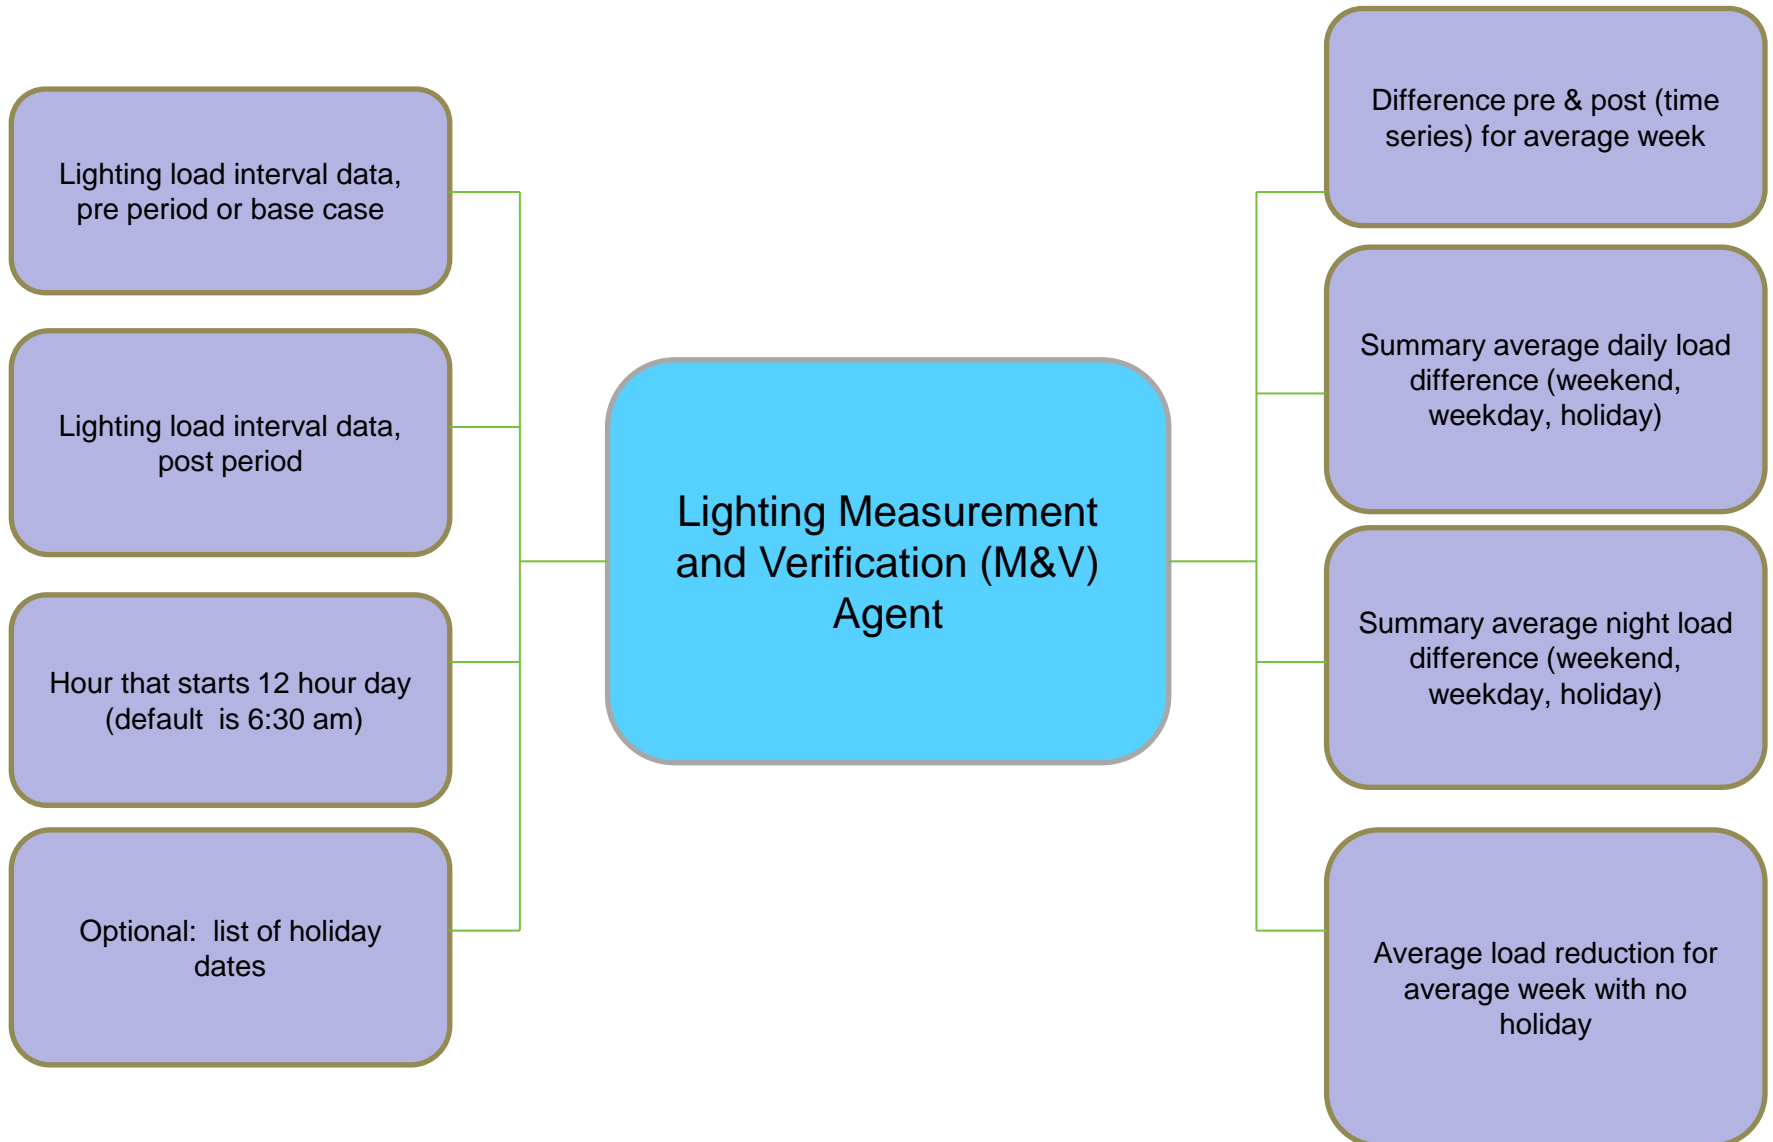 Lighting load interval data,
pre period or base case
Lighting load interval data,
post period
Hour that starts 12 hour day
(default  is 6:30 am)
Optional:  list of holiday
dates
Lighting Measurement
and Verification (M&V)
Agent
Difference pre & post (time
series) for average week
Summary average daily load
difference (weekend,
weekday, holiday)
Summary average night load
difference (weekend,
weekday, holiday)
Average load reduction for
average week with no
holiday